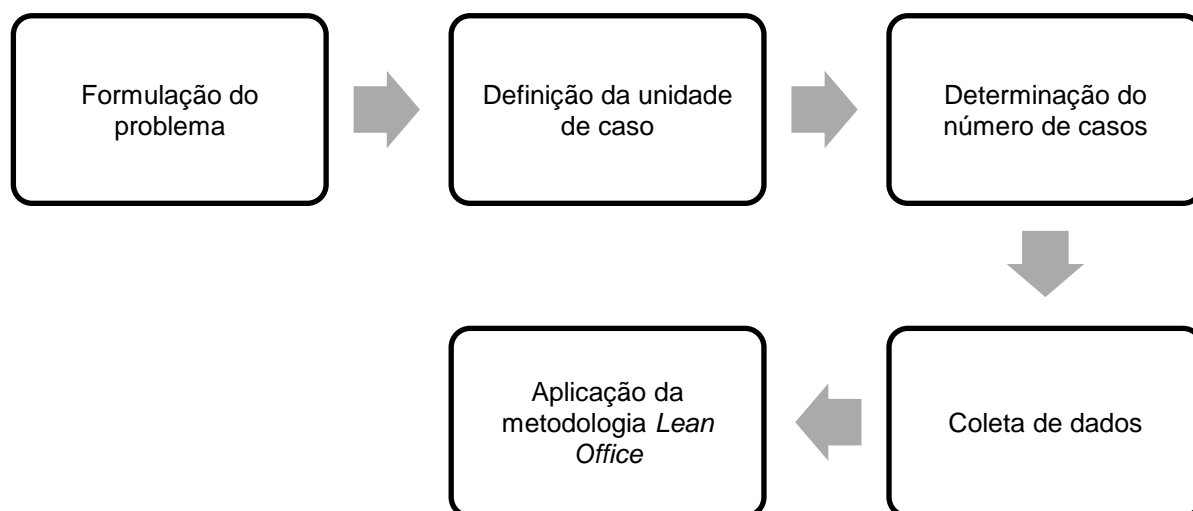 Formulação do
problema
Definição da unidade
de caso
Determinação do
número de casos
Coleta de dados
Aplicação da
metodologia Lean
Office